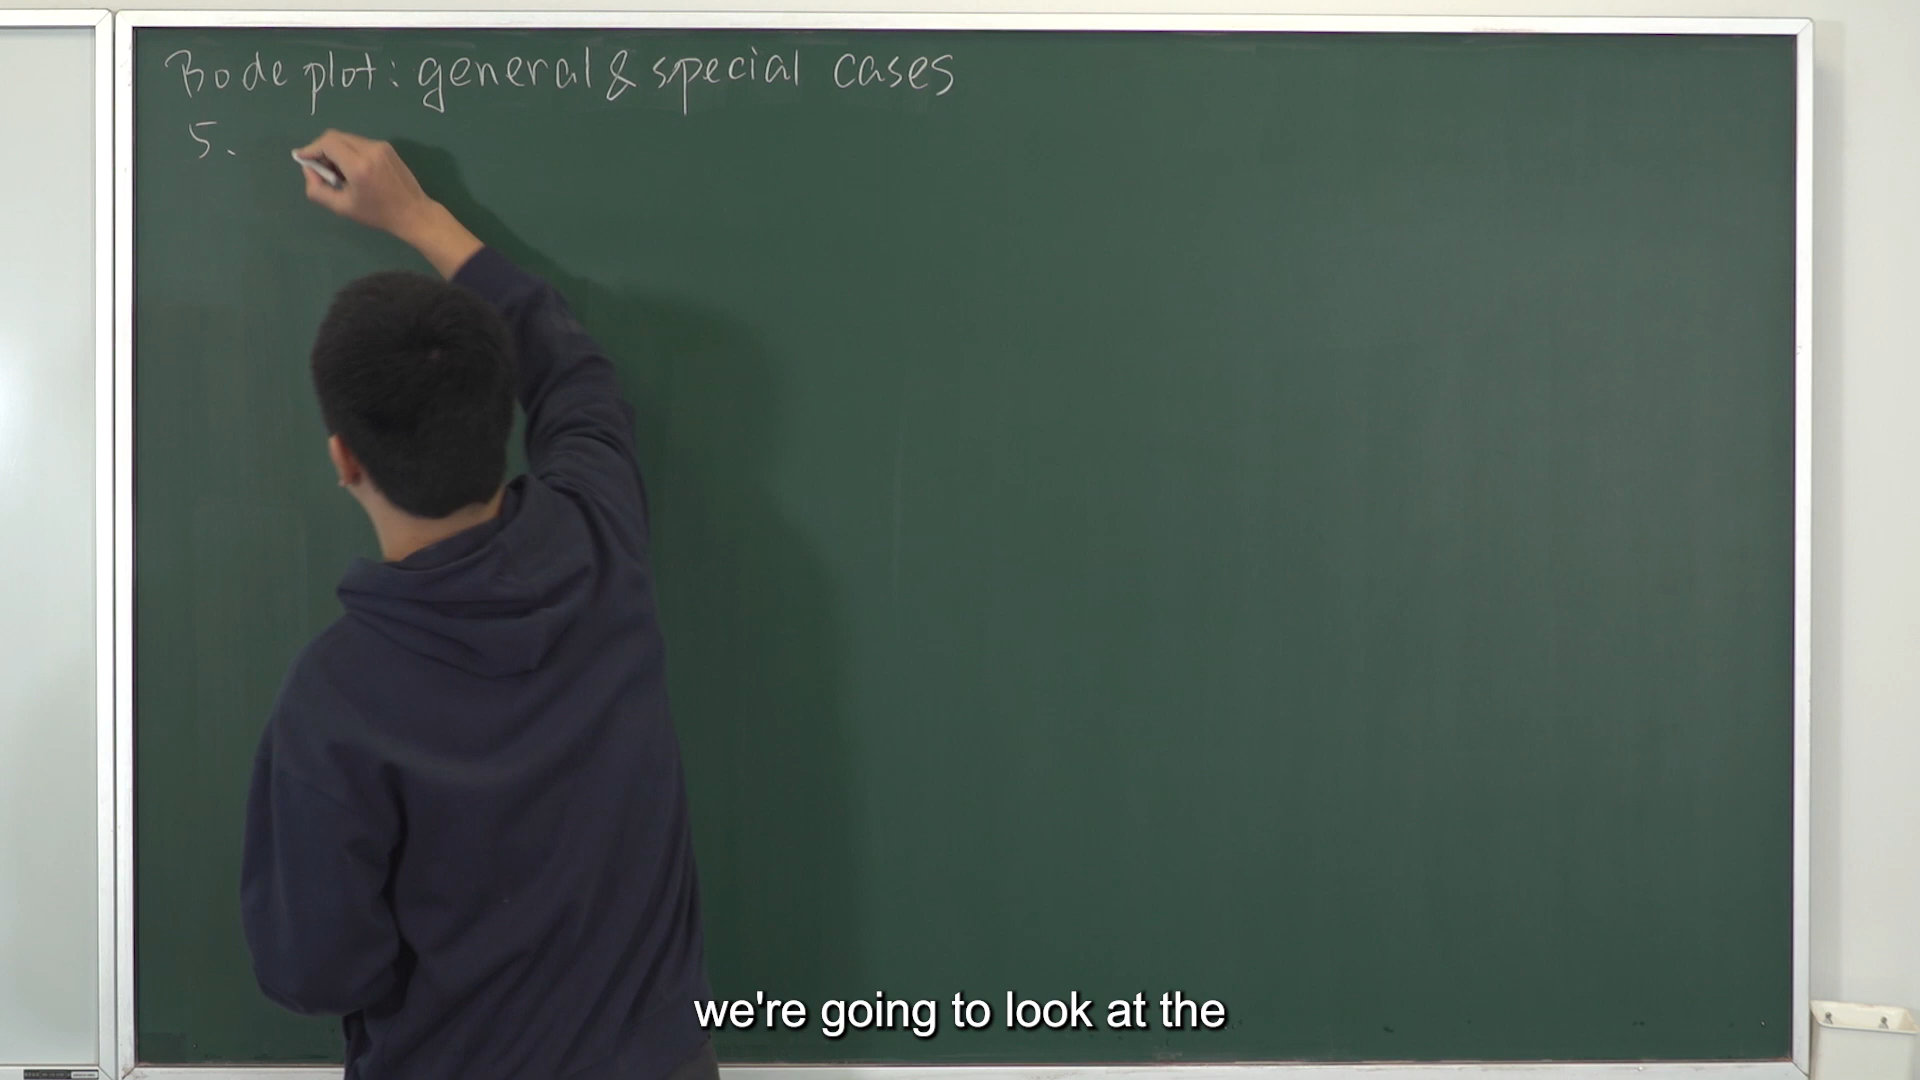 Bode plot: general & special cases
5.
we're going to look at the